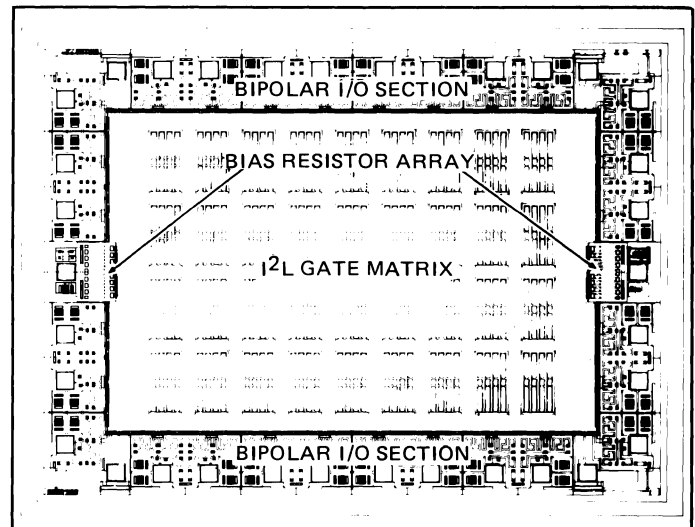 BIPOLAR I/O SECTION
BIAS RESISTOR ARRAY
I²L GATE MATRIX
BIPOLAR I/O SECTION